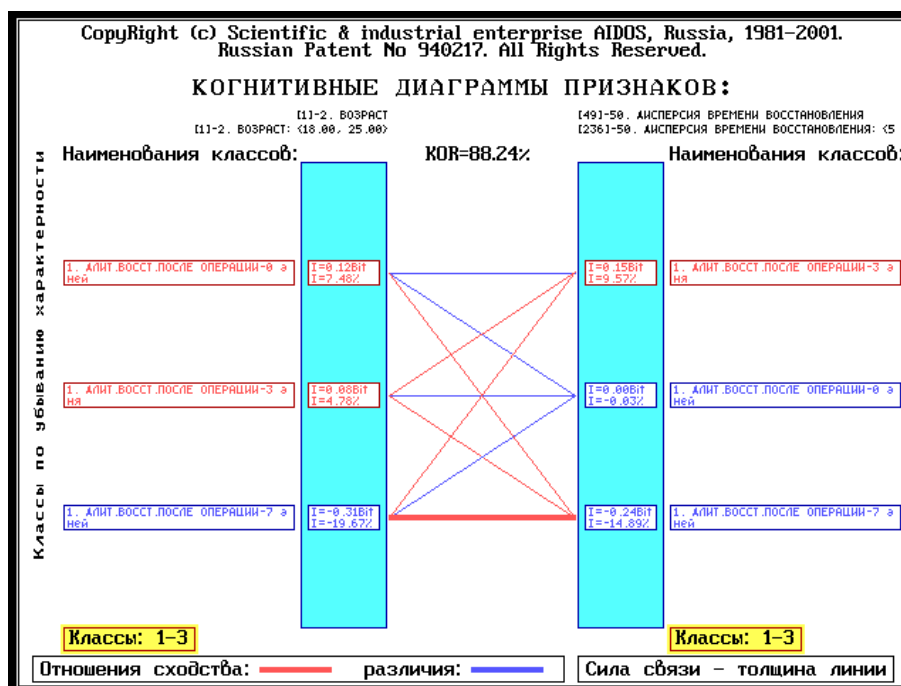 CopyRight (c) Scientific & industrial enterprise AIDOS, Russia, 1981-2001.
Russian Patent No 940217. All Rights Reserved.
КОГНИТИВНЫЕ ДИАГРАММЫ ПРИЗНАКОВ:
[1]-2. ВОЗРАСТ
[1]-2. ВОЗРАСТ: {18.00, 25.00}
[49]-50. ДИСПЕРСИЯ ВРЕМЕНИ ВОССТАНОВЛЕНИЯ
[236]-50. ДИСПЕРСИЯ ВРЕМЕНИ ВОССТАНОВЛЕНИЯ: {5
Наименования классов:
KOR=88.24%
Наименования классов:
Классы по убыванию характерности
1. ДЛИТ.ВОССТ.ПОСЛЕ ОПЕРАЦИИ-0 д
ней
I=0.12Bit
I=7.48%
I=0.15Bit
I=9.57%
1. ДЛИТ.ВОССТ.ПОСЛЕ ОПЕРАЦИИ-3 д
ня
1. ДЛИТ.ВОССТ.ПОСЛЕ ОПЕРАЦИИ-3 д
ня
I=0.08Bit
I=4.78%
I=0.00Bit
I=-0.03%
1. ДЛИТ.ВОССТ.ПОСЛЕ ОПЕРАЦИИ-0 д
ней
1. ДЛИТ.ВОССТ.ПОСЛЕ ОПЕРАЦИИ-7 д
ней
I=-0.31Bit
I=-19.67%
I=-0.24Bit
I=-14.89%
1. ДЛИТ.ВОССТ.ПОСЛЕ ОПЕРАЦИИ-7 д
ней
Классы: 1-3
Классы: 1-3
Отношения сходства:
различия:
Сила связи - толщина линии